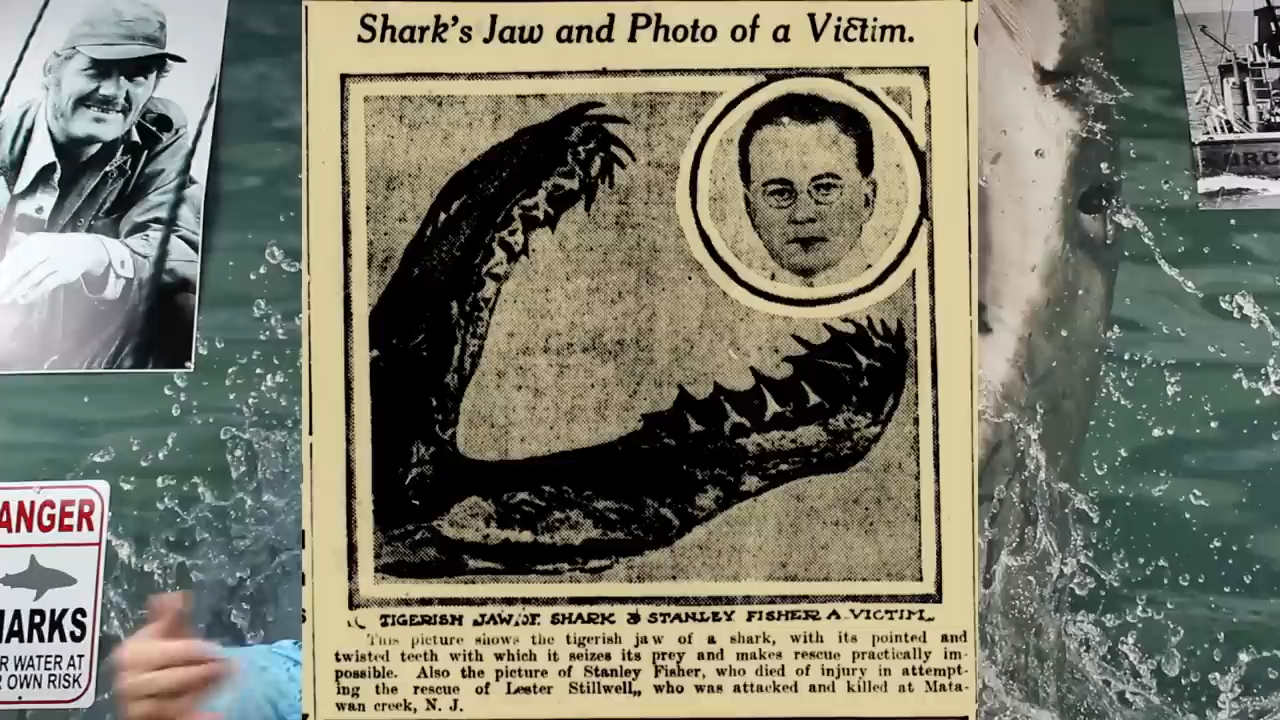 Shark's Jaw and Photo of a Victim.
TIGERISH JAW OF SHARK & STANLEY FISHER A VICTIM
This picture shows the tigerish jaw of a shark, with its pointed and
twisted teeth with which it seizes its prey and makes rescue practically im-
possible. Also the picture of Stanley Fisher, who died of injury in attempt-
ing the rescue of Lester Stillwell,, who was attacked and killed at Mata-
wan creek, N. J.
ANGER
HARKS
R WATER AT
R OWN RISK
ORC